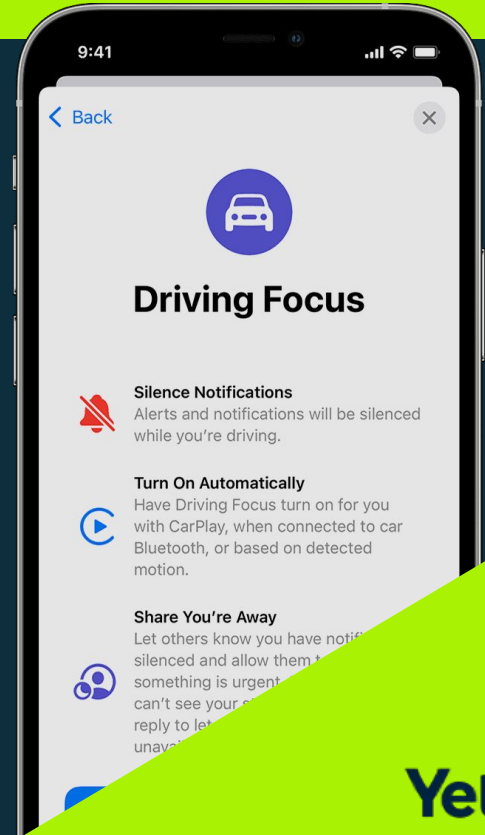 9:41
Back
Driving Focus
Silence Notifications
Alerts and notifications will be silenced
while you're driving.
Turn On Automatically
Have Driving Focus turn on for you
with CarPlay, when connected to car
Bluetooth, or based on detected
motion.
Share You're Away
Let others know you have
silenced and allow them
something is urgent.
can't see your
reply to